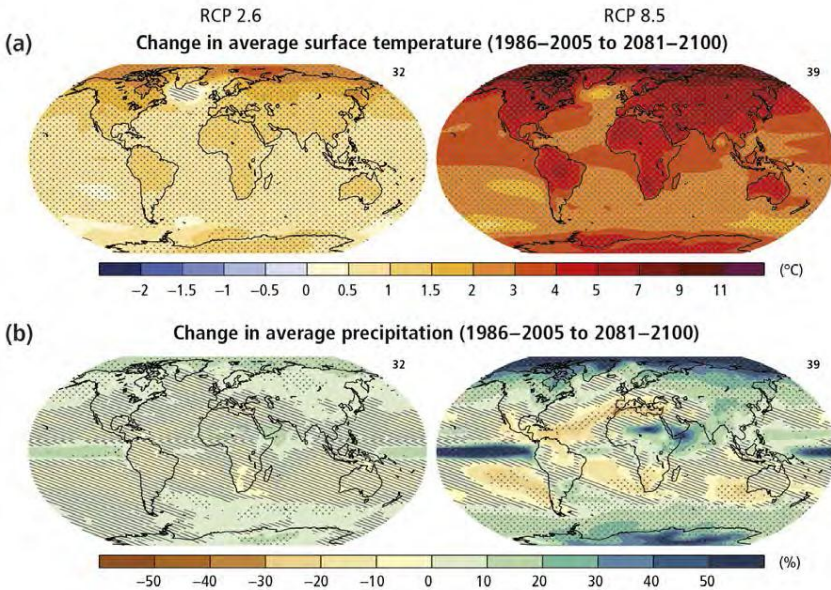 RCP 2.6 RCP 8.5
(a) Change in average surface temperature (1986–2005 to 2081–2100)
32 39
−2 −1.5 −1 −0.5 0 0.5 1 1.5 2 3 4 5 7 9 11 (°C)
(b) Change in average precipitation (1986–2005 to 2081–2100)
32 39
−50 −40 −30 −20 −10 0 10 20 30 40 50 (%)